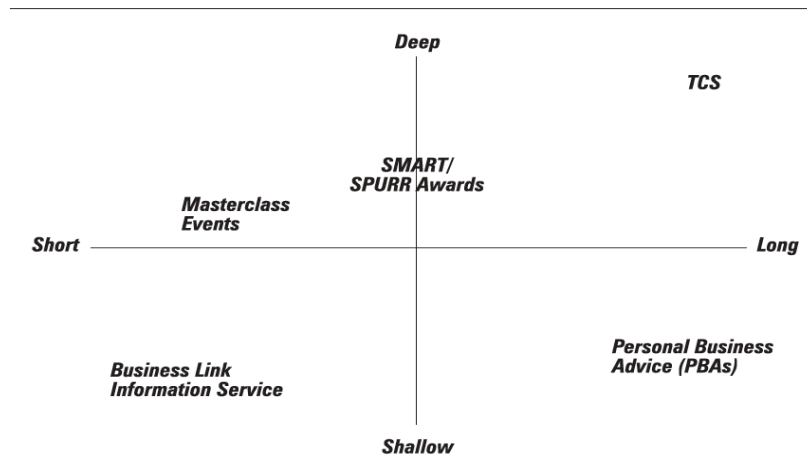 Deep
TCS
SMART/
SPURR Awards
Masterclass
Events
Short
Long
Personal Business
Advice (PBAs)
Business Link
Information Service
Shallow